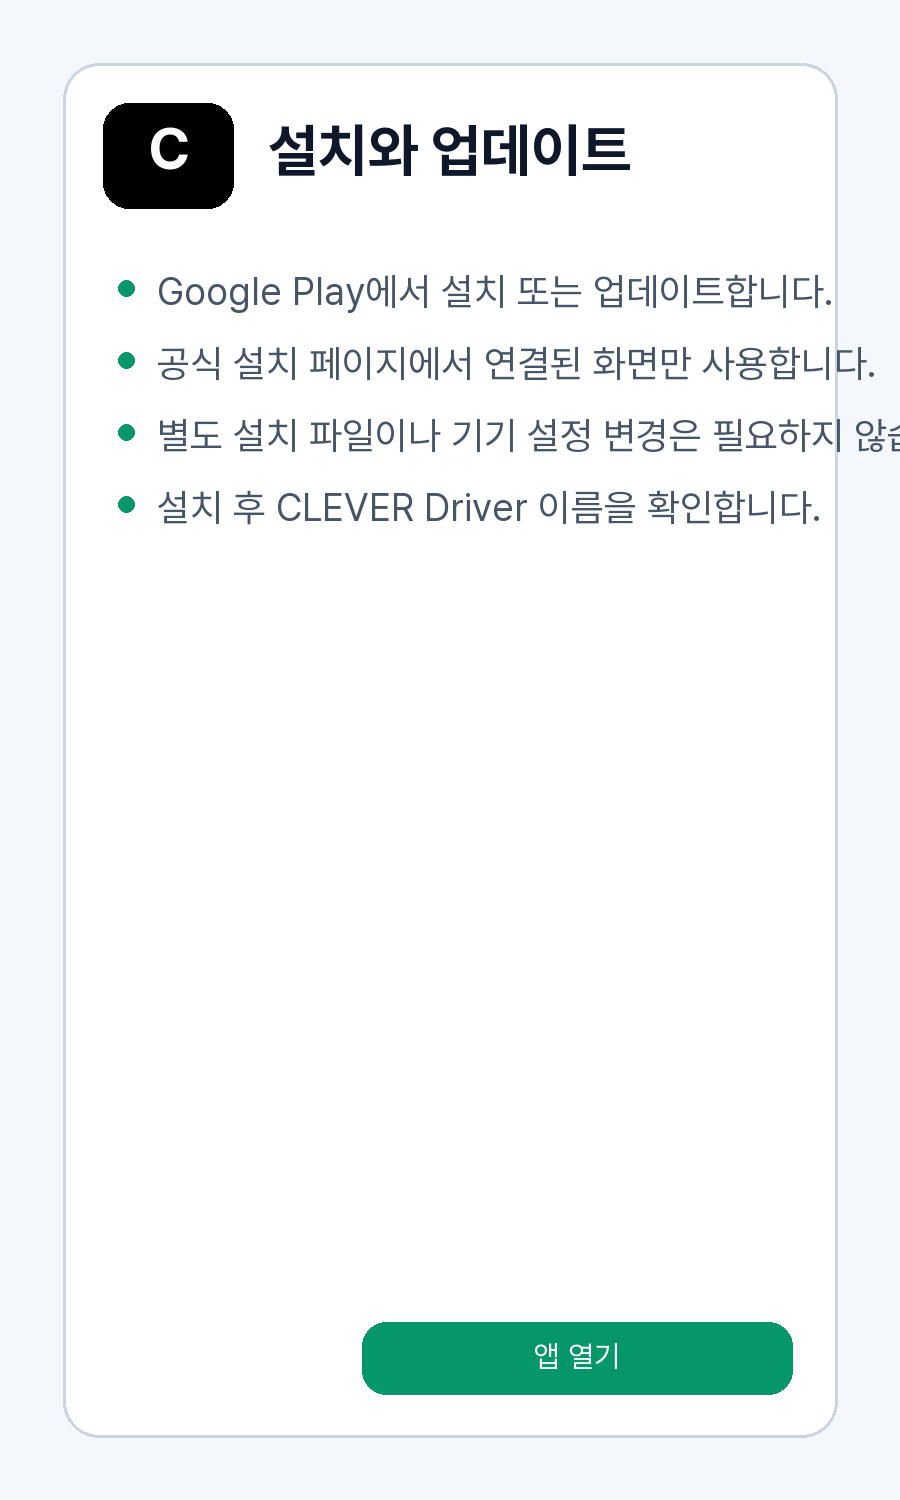 C
설치와 업데이트
Google Play에서 설치 또는 업데이트합니다.
공식 설치 페이지에서 연결된 화면만 사용합니다.
별도 설치 파일이나 기기 설정 변경은 필요하지
설치 후 CLEVER Driver 이름을 확인합니다.
앱 열기